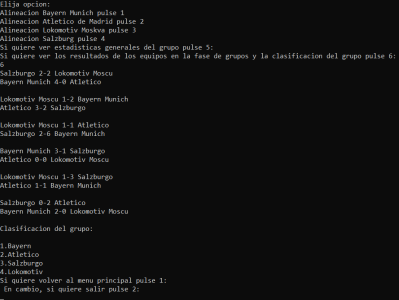 Elija opcion:
Alineacion Bayern Munich pulse 1
Alineacion Atletico de Madrid pulse 2
Alineacion Lokomotiv Moskva pulse 3
Alineacion Salzburg pulse 4
Si quiere ver estadisticas generales del grupo pulse 5:
Si quiere ver los resultados de los equipos en la fase de grupos y la clasificacion del grupo pulse 6:
6
Salzburgo 2-2 Lokomotiv Moscu
Bayern Munich 4-0 Atletico
Lokomotiv Moscu 1-2 Bayern Munich
Atletico 3-2 Salzburgo
Lokomotiv Moscu 1-1 Atletico
Salzburgo 2-6 Bayern Munich
Bayern Munich 3-1 Salzburgo
Atletico 0-0 Lokomotiv Moscu
Lokomotiv Moscu 1-3 Salzburgo
Atletico 1-1 Bayern Munich
Salzburgo 0-2 Atletico
Bayern Munich 2-0 Lokomotiv Moscu
Clasificacion del grupo:
1.Bayern
2.Atletico
3.Salzburgo
4.Lokomotiv
Si quiere volver al menu principal pulse 1:
En cambio, si quiere salir pulse 2: